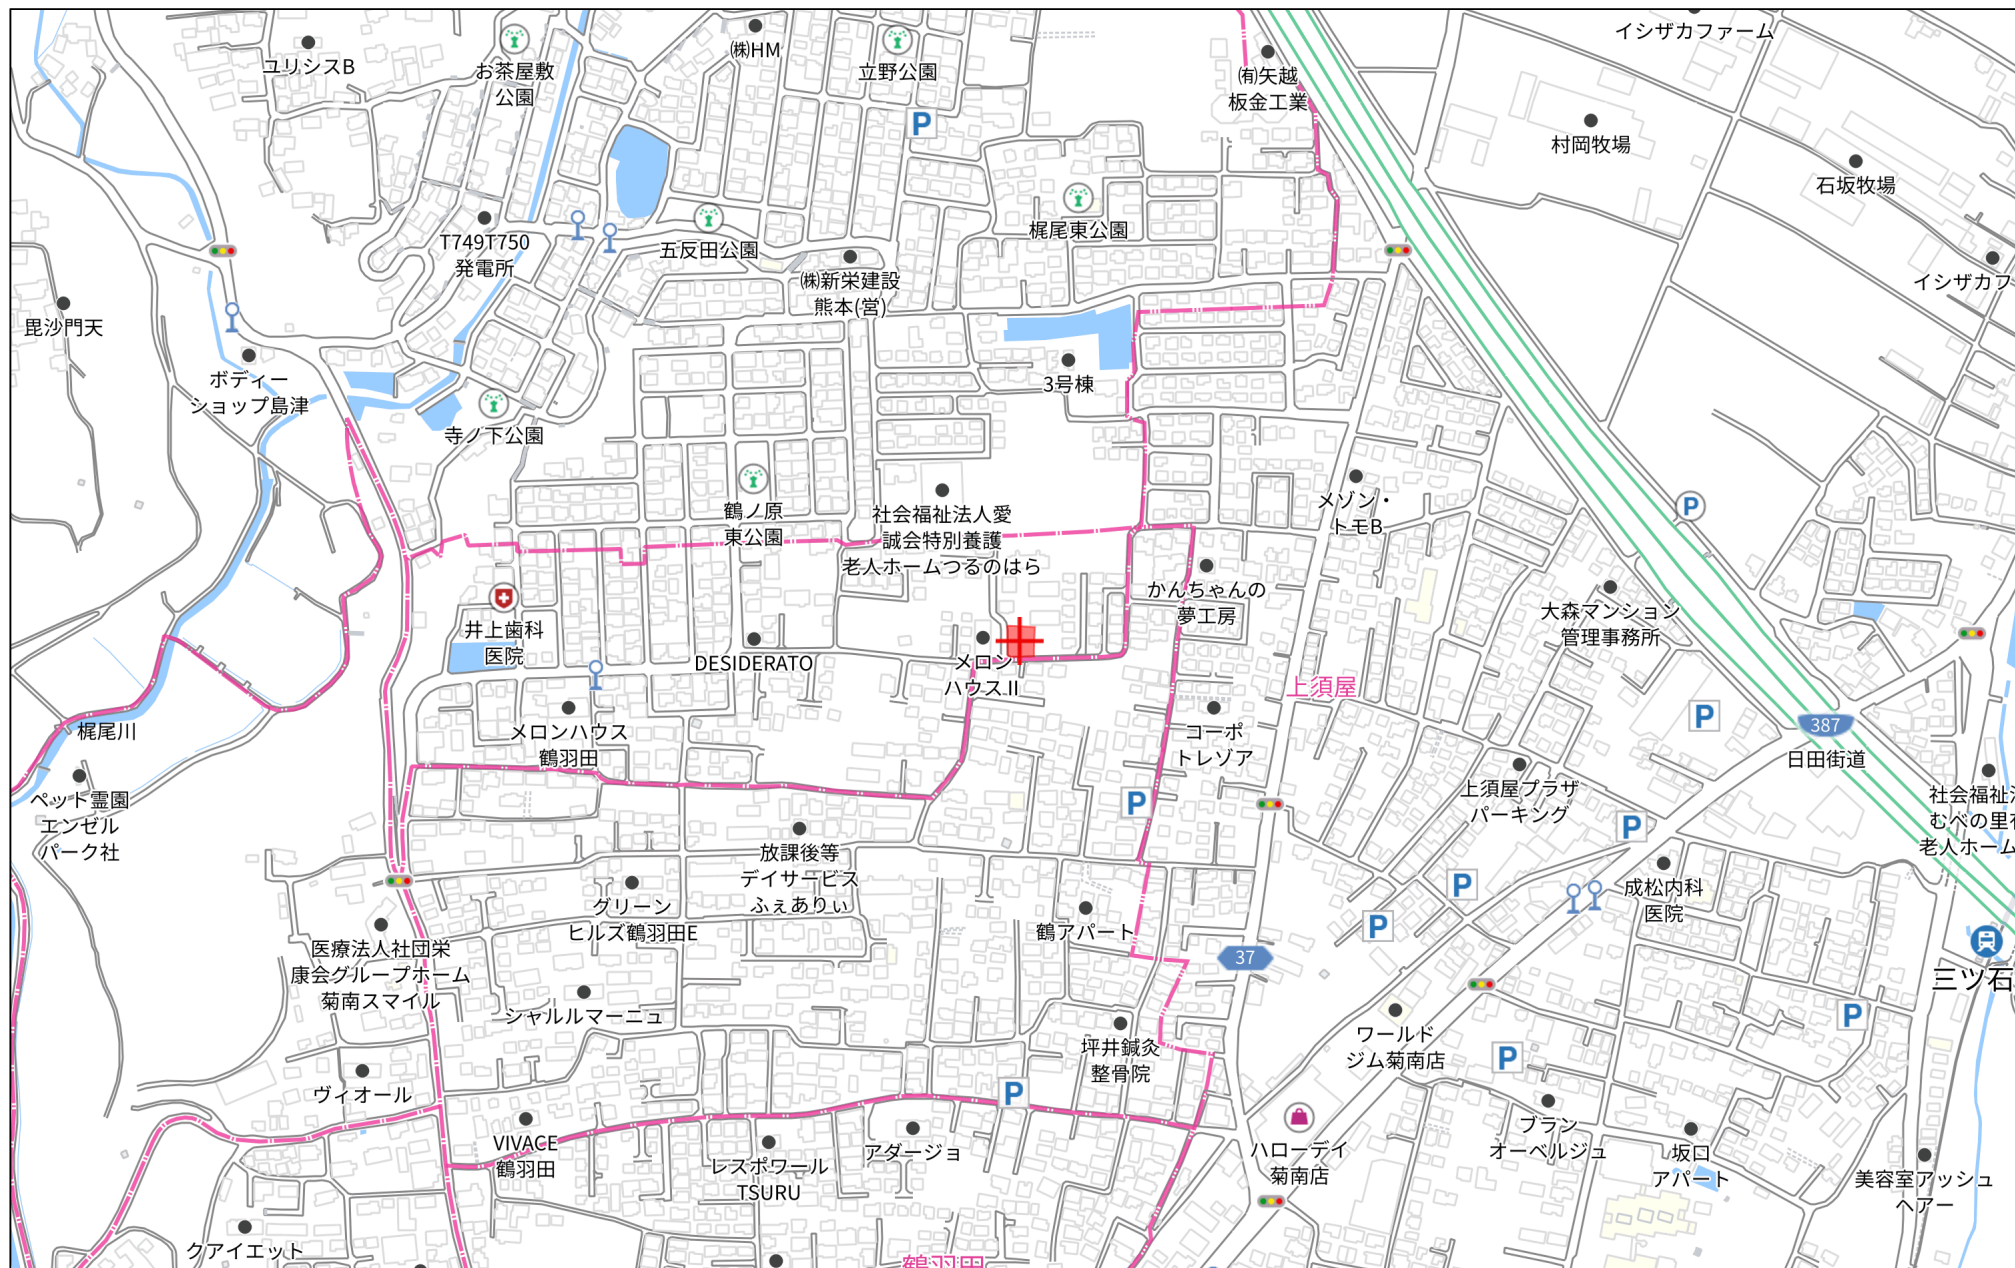 イシザカファーム
㈱HM
ユリシスB
お茶屋敷
公園
立野公園
㈲矢越
板金工業
P
村岡牧場
石坂牧場
T749T750
発電所
五反田公園
梶尾東公園
㈱新栄建設
熊本(営)
イシザカフ
毘沙門天
ボディー
ショップ島津
3号棟
寺ノ下公園
鶴ノ原
東公園
社会福祉法人愛
誠会特別養護
老人ホームつるのはら
メゾン・
トモB
P
かんちゃんの
夢工房
大森マンション
管理事務所
井上歯科
医院
DESIDERATO
メロン
ハウスⅡ
上須屋
P
梶尾川
メロンハウス
鶴羽田
コーポ
トレゾア
387
日田街道
ペット霊園
エンゼル
パーク社
P
上須屋プラザ
パーキング
P
社会福祉法
むべの里
老人ホーム
放課後等
デイサービス
ふぇありぃ
グリーン
ヒルズ鶴羽田E
鶴アパート
P
P
成松内科
医院
医療法人社団栄
康会グループホーム
菊南スマイル
37
三ツ石
シャルルマーニュ
坪井鍼灸
整骨院
ワールド
ジム菊南店
P
P
ヴィオール
P
VIVACE
鶴羽田
レスポワール
TSURU
アダージョ
ハローデイ
菊南店
ブラン
オーベルジュ
坂口
アパート
美容室アッシュ
ヘアー
クアイエット
鶴羽田